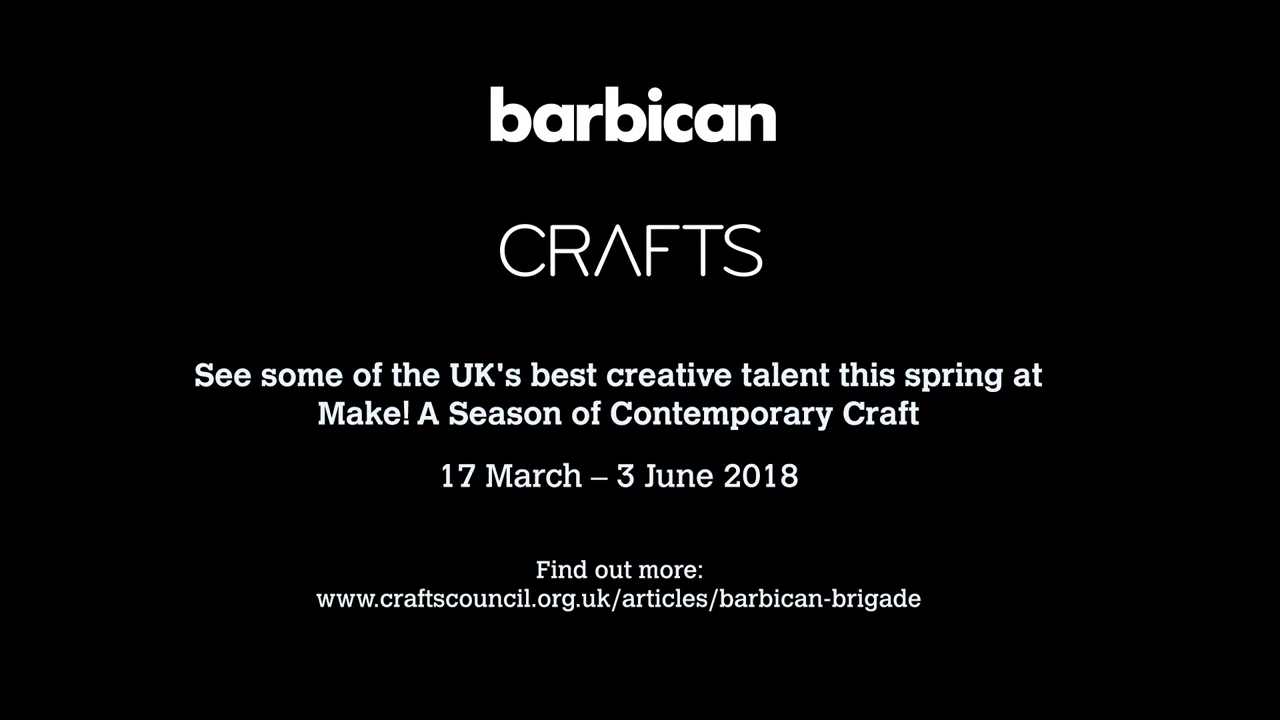 barbican
CRAFTS
See some of the UK's best creative talent this spring at
Make! A Season of Contemporary Craft
17 March – 3 June 2018
Find out more:
www.craftscouncil.org.uk/articles/barbican-brigade